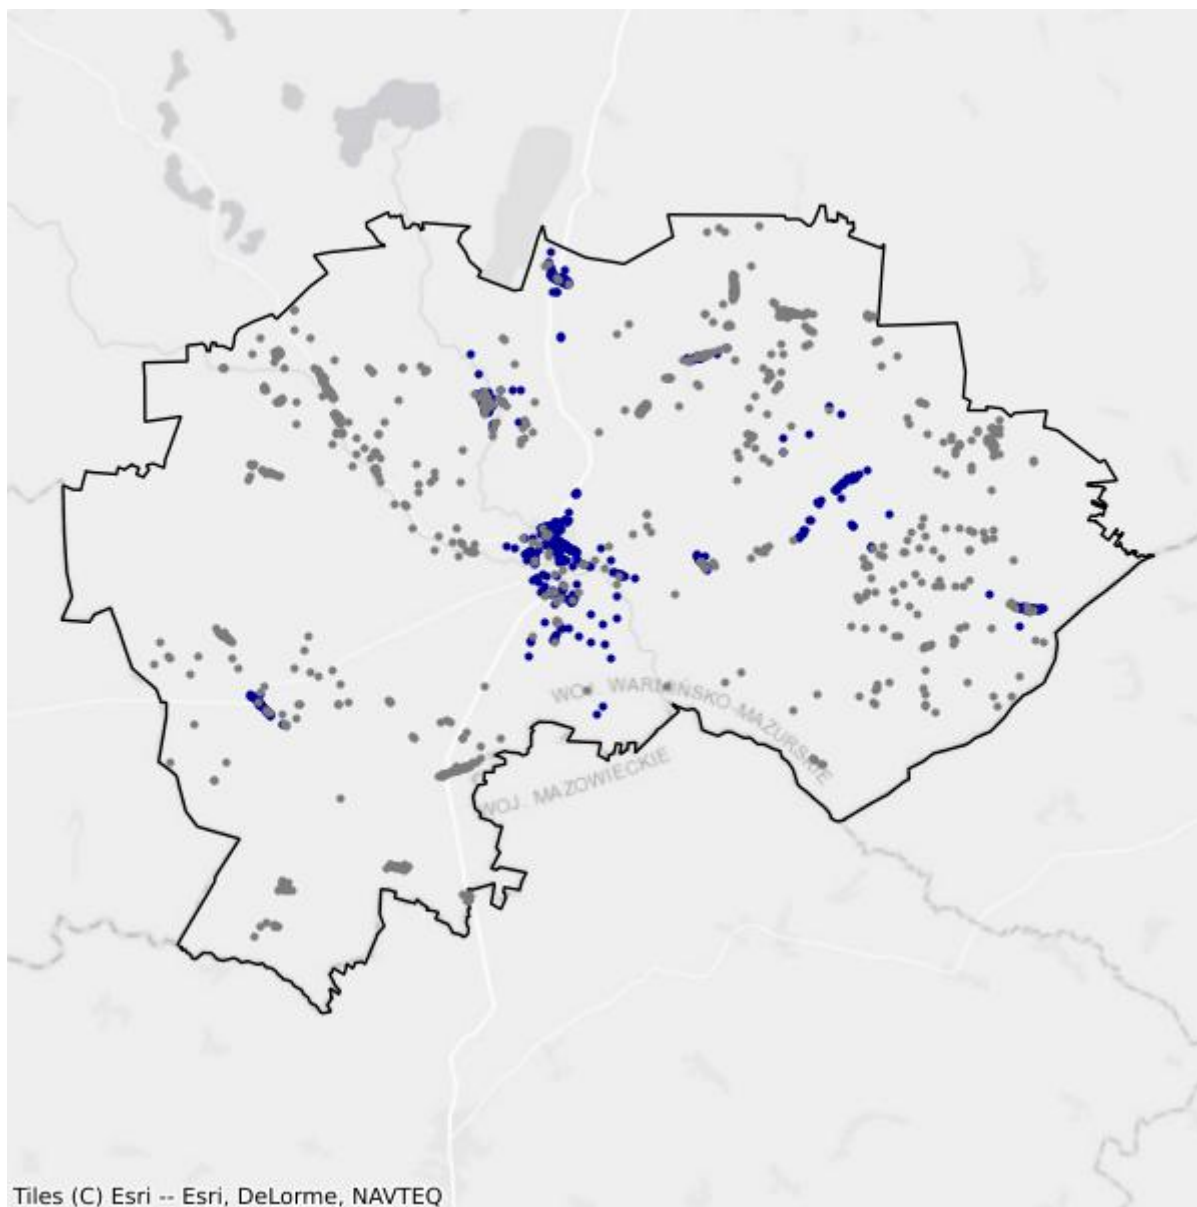 WOJ. WARMIŃSKO-MAZURSKIE
WOJ. MAZOWIECKIE
Tiles (C) Esri -- Esri, DeLorme, NAVTEQ